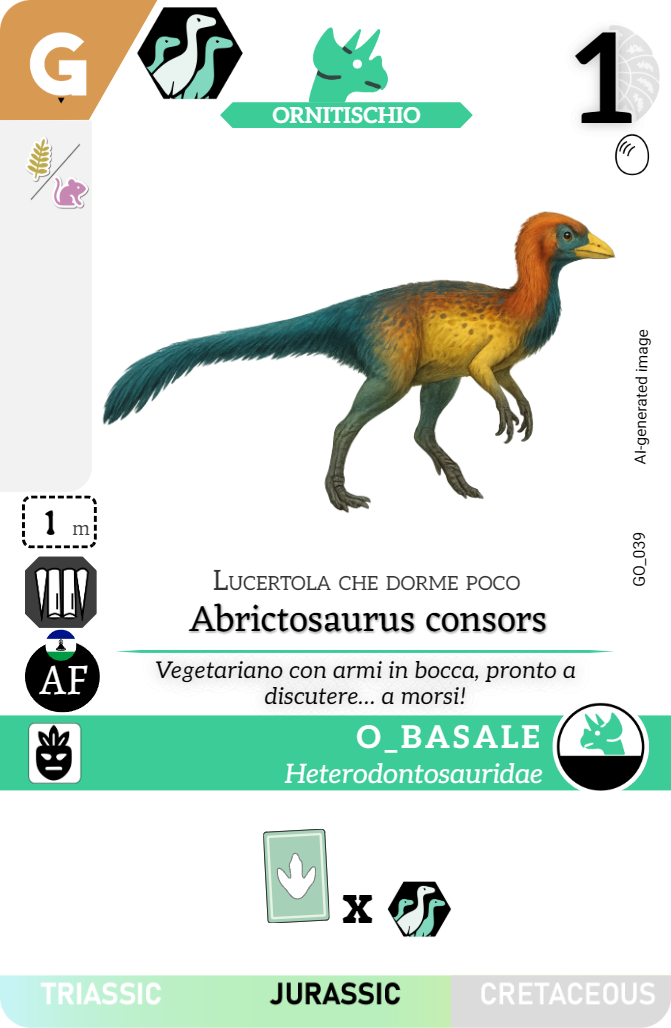 G
ORNITISCHIO
1
1 m
AI-generated image
GO_039
Lucertola che dorme poco
Abrictosaurus consors
AF
Vegetariano con armi in bocca, pronto a
discutere... a morsi!
O_BASALE
Heterodontosauridae
x
TRIASSIC JURASSIC CRETACEOUS